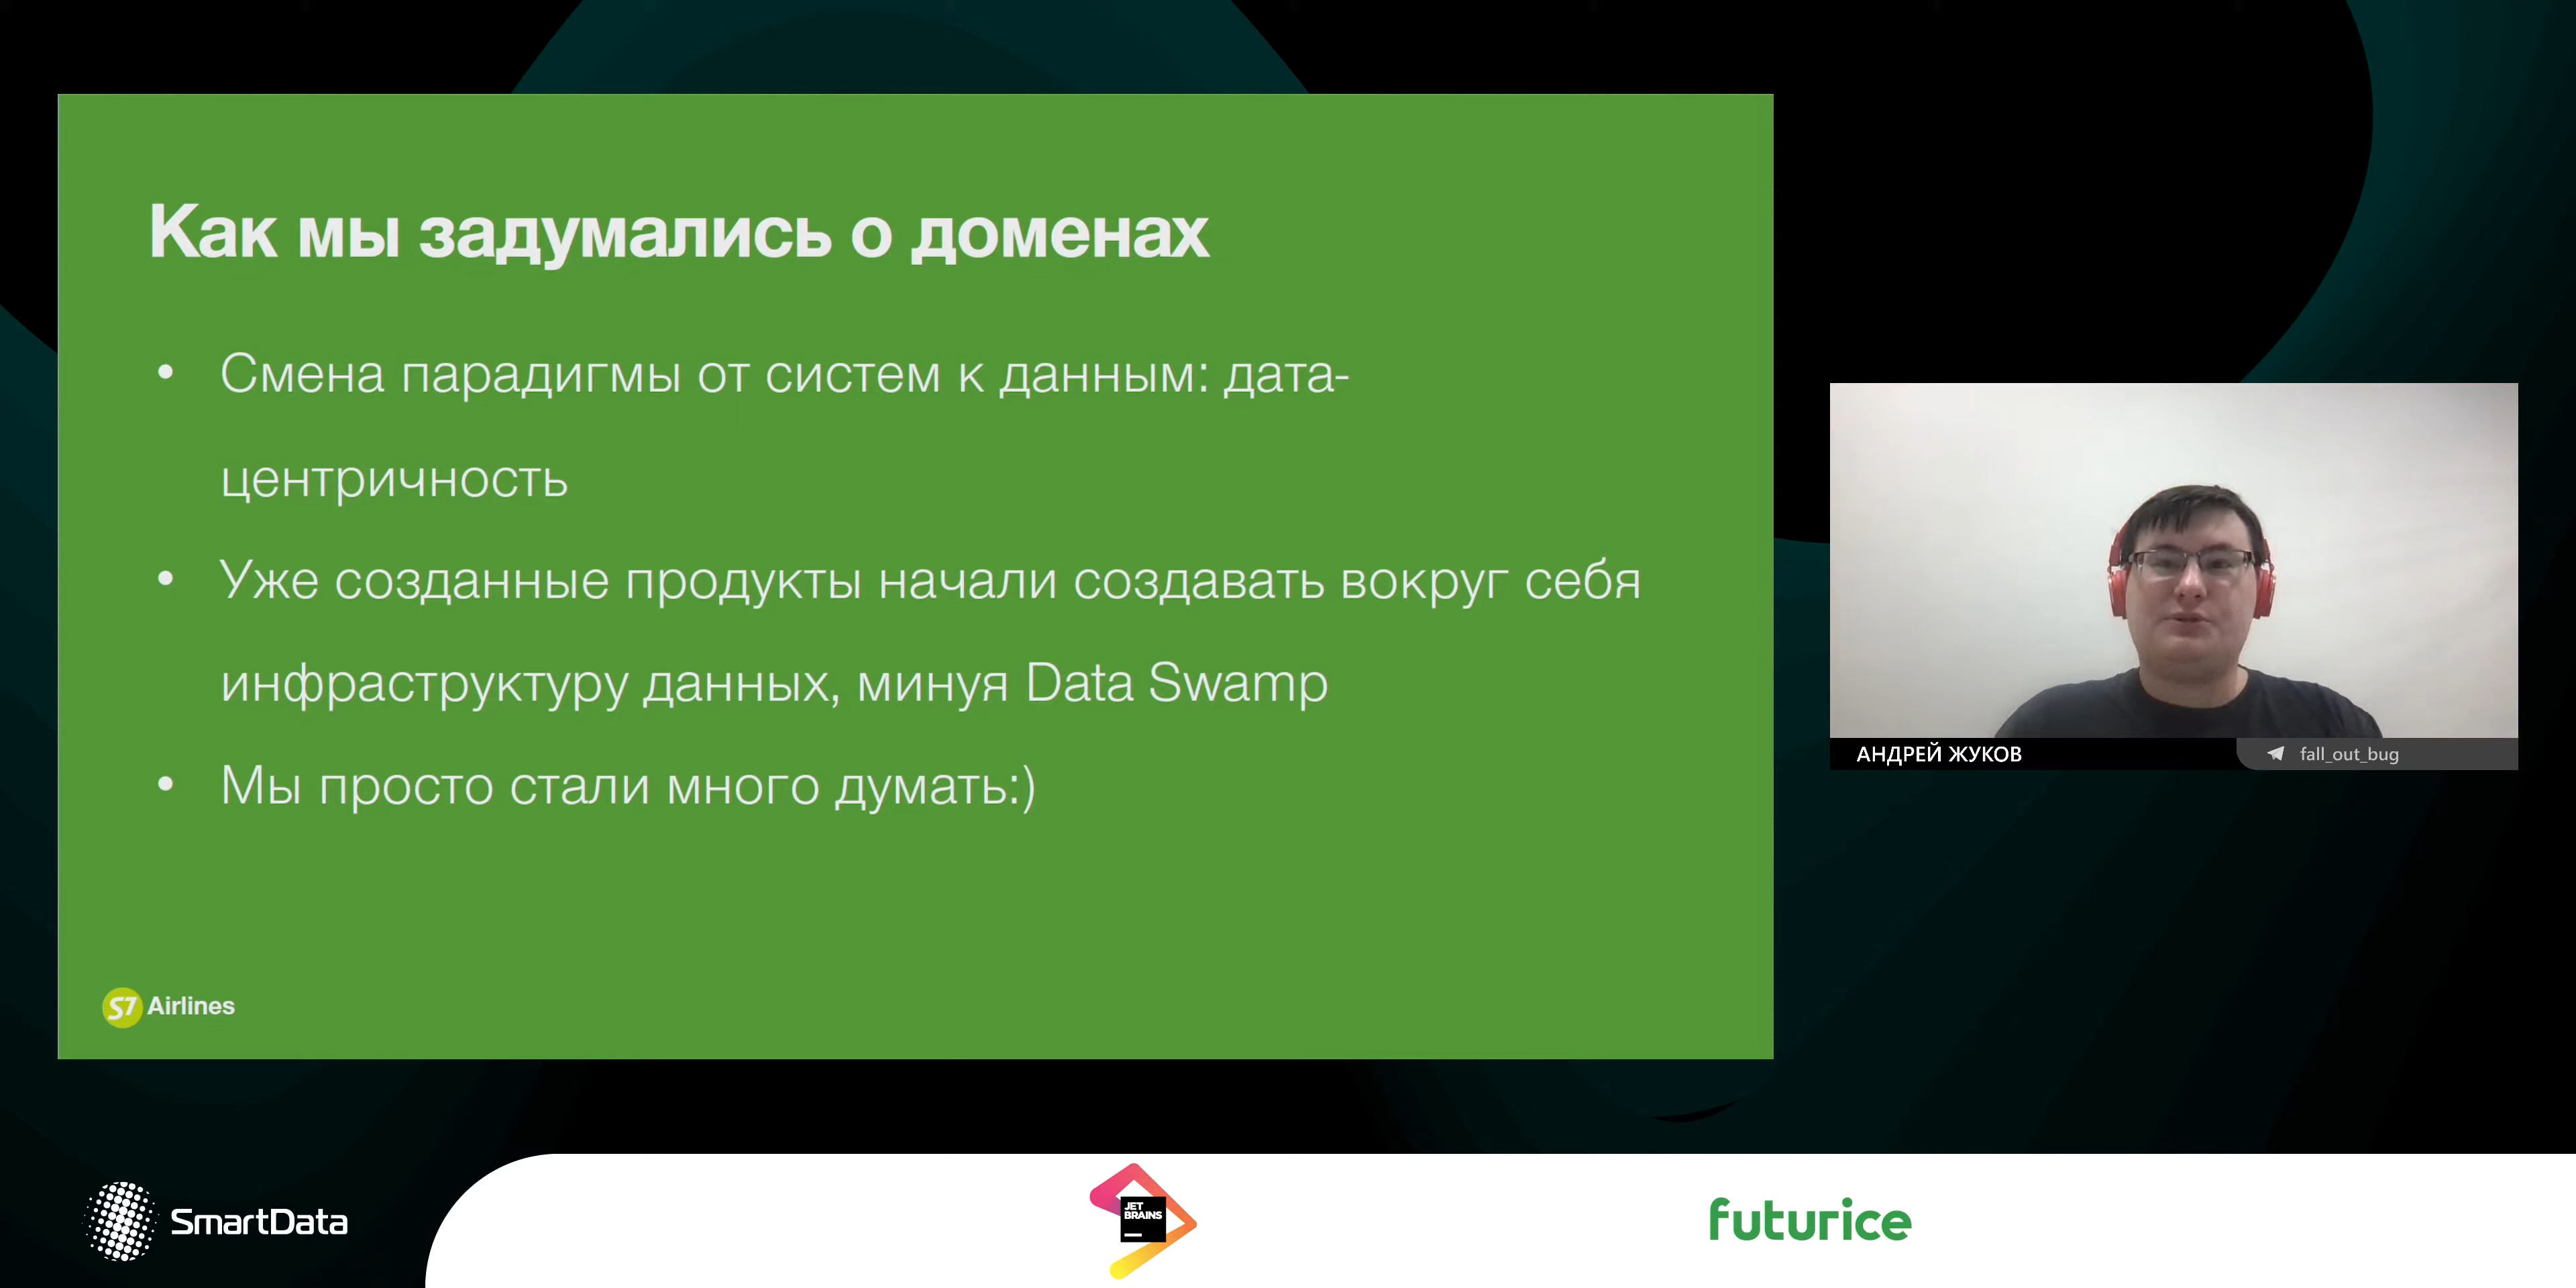 Как мы задумались о доменах
• Смена парадигмы от систем к данным: дата-
центричность
• Уже созданные продукты начали создавать вокруг себя
инфраструктуру данных, минуя Data Swamp
• Мы просто стали много думать:)
S7 Airlines
АНДРЕЙ ЖУКОВ
fall_out_bug
SmartData
JET
BRAINS
futurice